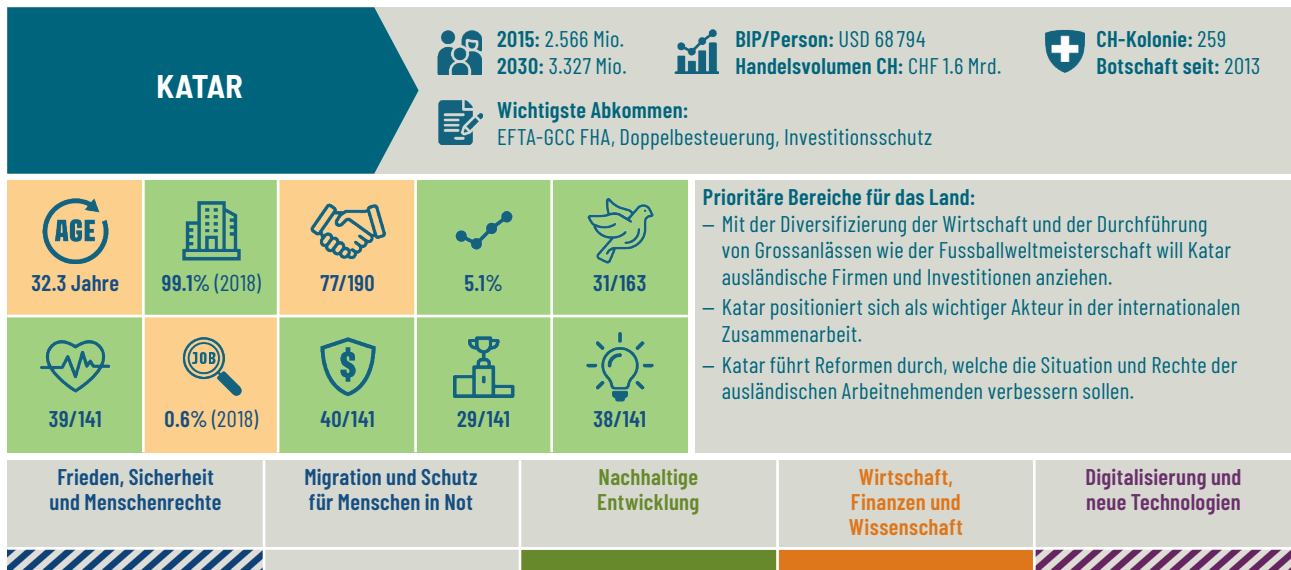 KATAR
2015: 2.566 Mio.
2030: 3.327 Mio.
BIP/Person: USD 68 794
Handelsvolumen CH: CHF 1.6 Mrd.
CH-Kolonie: 259
Botschaft seit: 2013
Wichtigste Abkommen:
EFTA-GCC FHA, Doppelbesteuerung, Investitionsschutz
AGE
32.3 Jahre
99.1% (2018)
77/190
5.1%
31/163
39/141
JOB
0.6% (2018)
$
40/141
29/141
38/141
Prioritäre Bereiche für das Land:
– Mit der Diversifizierung der Wirtschaft und der Durchführung
von Grossanlässen wie der Fussballweltmeisterschaft will Katar
ausländische Firmen und Investitionen anziehen.
– Katar positioniert sich als wichtiger Akteur in der internationalen
Zusammenarbeit.
– Katar führt Reformen durch, welche die Situation und Rechte der
ausländischen Arbeitnehmenden verbessern sollen.
Frieden, Sicherheit
und Menschenrechte
Migration und Schutz
für Menschen in Not
Nachhaltige
Entwicklung
Wirtschaft,
Finanzen und
Wissenschaft
Digitalisierung und
neue Technologien